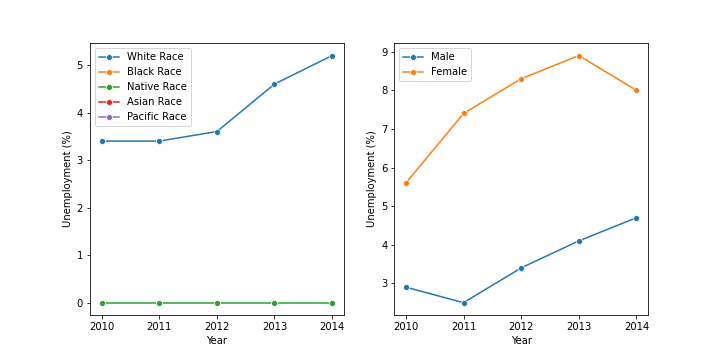 White Race
Black Race
Native Race
Asian Race
Pacific Race
5
4
3
2
1
0
Unemployment (%)
2010 2011 2012 2013 2014
Year
Male
Female
9
8
7
6
5
4
3
Unemployment (%)
2010 2011 2012 2013 2014
Year